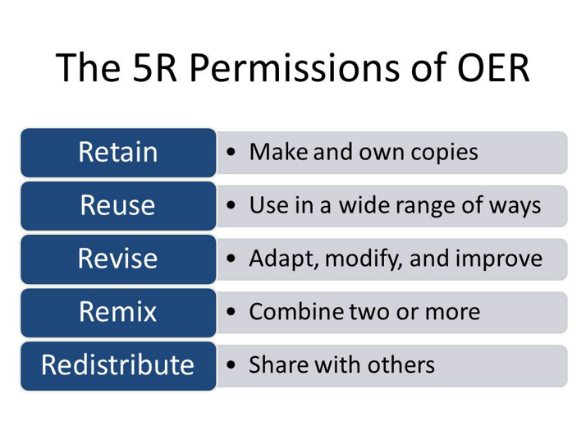 The 5R Permissions of OER
Retain • Make and own copies
Reuse • Use in a wide range of ways
Revise • Adapt, modify, and improve
Remix • Combine two or more
Redistribute • Share with others